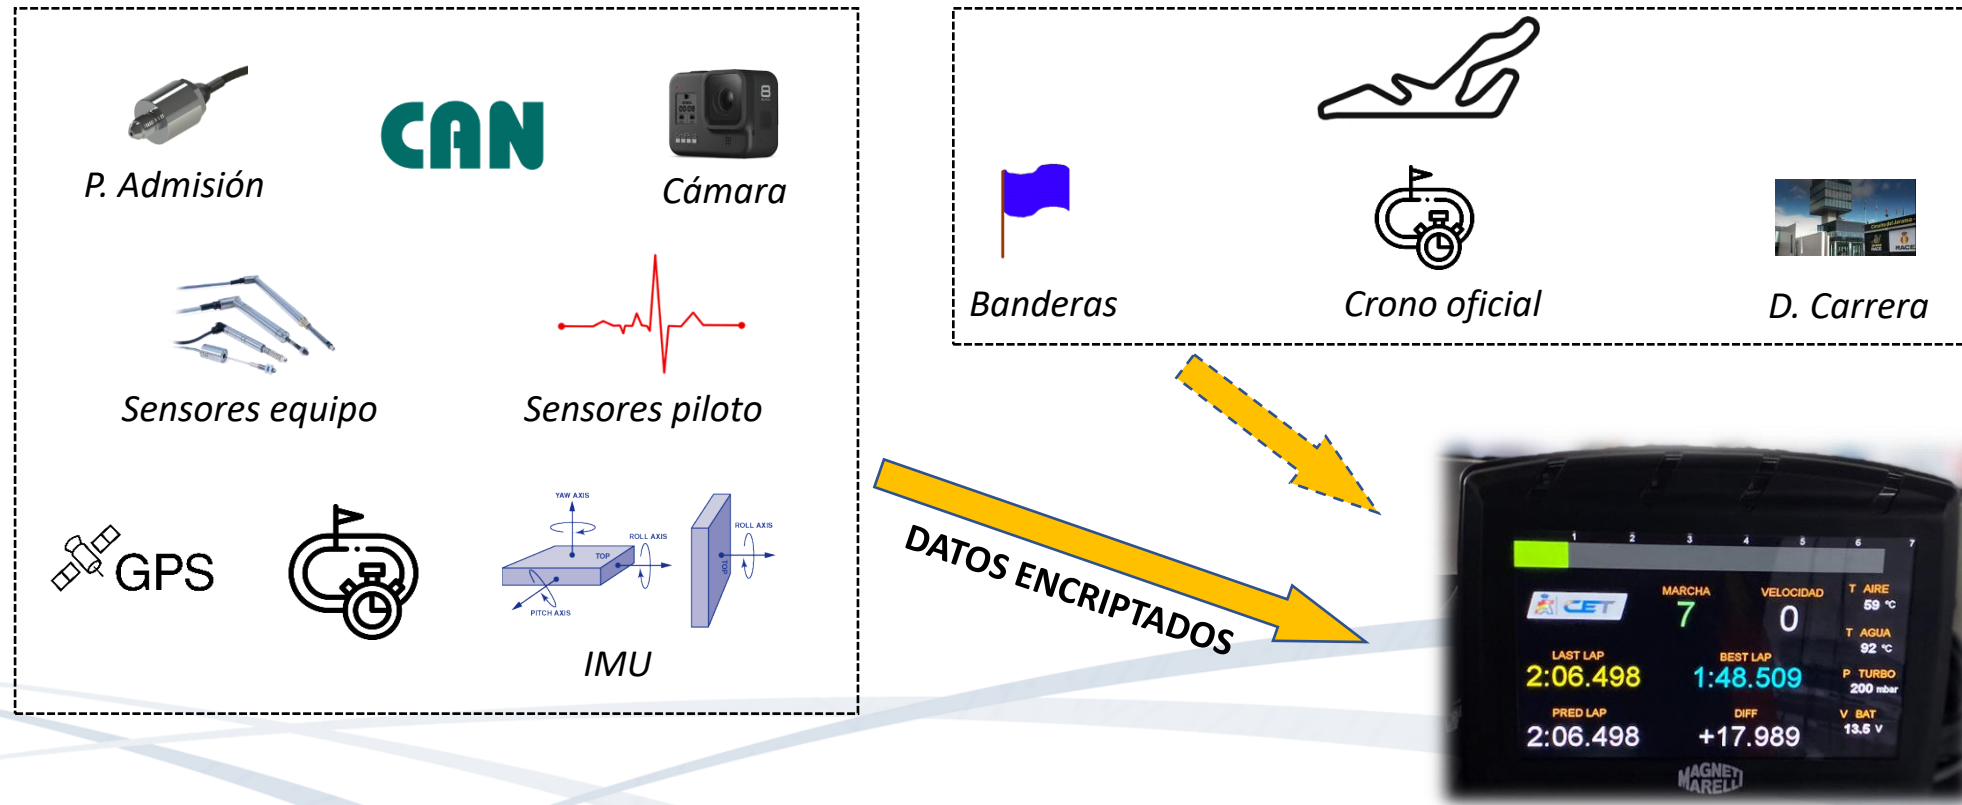 P. Admisión
CAN
Cámara
Sensores equipo
Sensores piloto
GPS
YAW AXIS
ROLL AXIS
TOP
PITCH AXIS
ROLL AXIS
TOP
IMU
Banderas
Crono oficial
D. Carrera
RACE
DATOS ENCRIPTADOS
1 2 3 4 5 6 7
CET
MARCHA
7
VELOCIDAD
0
T AIRE
59 ºC
T AGUA
92 ºC
LAST LAP
2:06.498
BEST LAP
1:48.509
P TURBO
200 mbar
PRED LAP
2:06.498
DIFF
+17.989
V BAT
13.5 V
MAGNETI
MARELLI